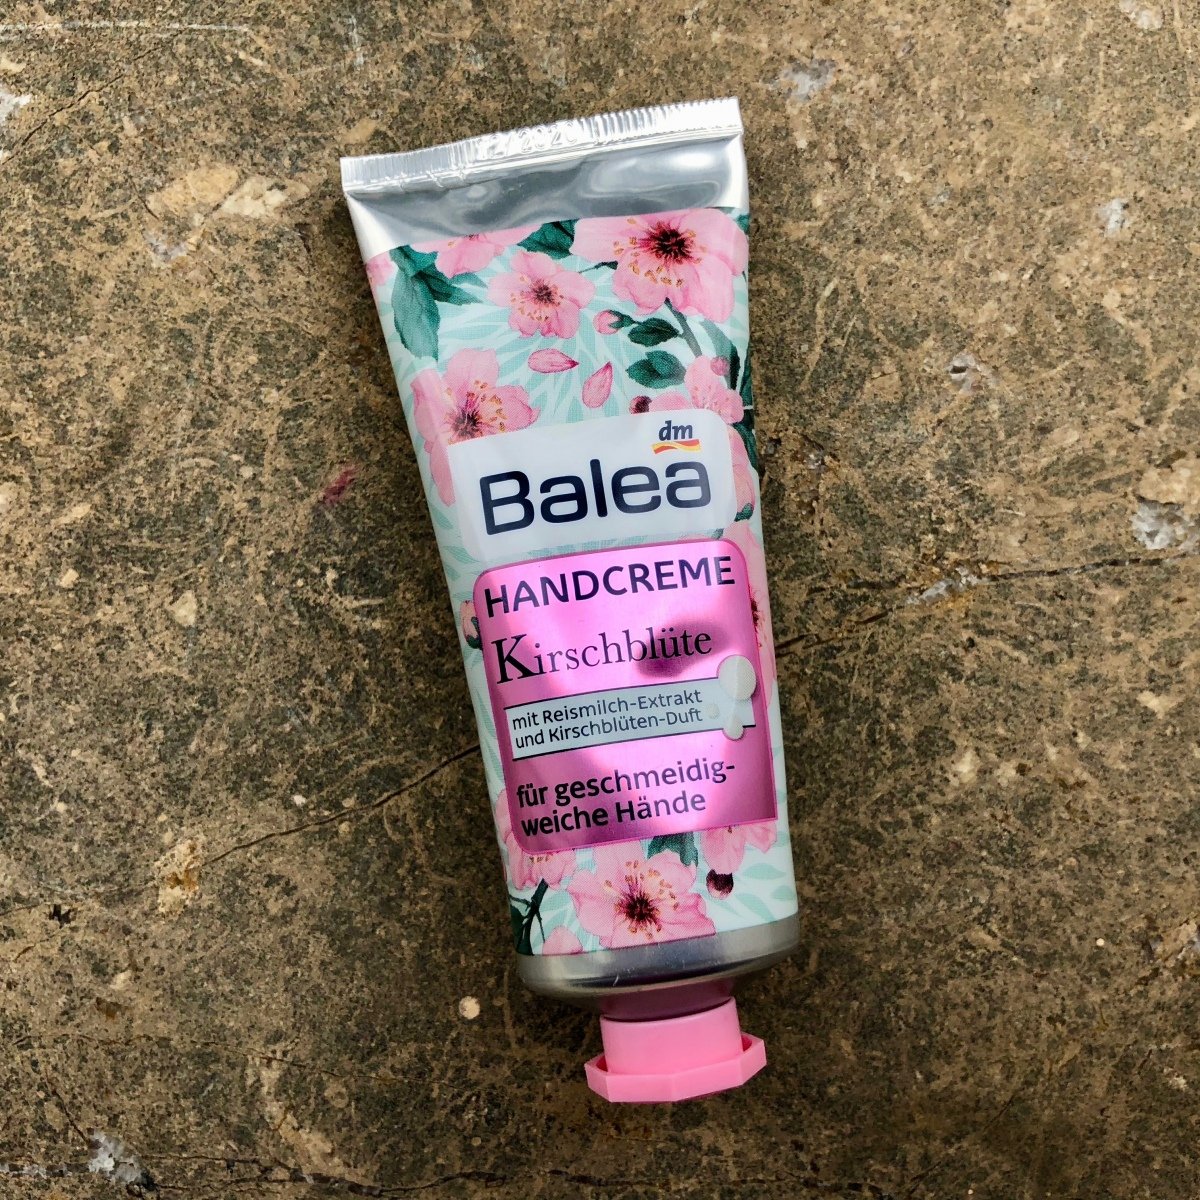 dm
Balea
HANDCREME
Kirschblüte
mit Reismilch-Extrakt
und Kirschblüten-Duft
für geschmeidig-
weiche Hände